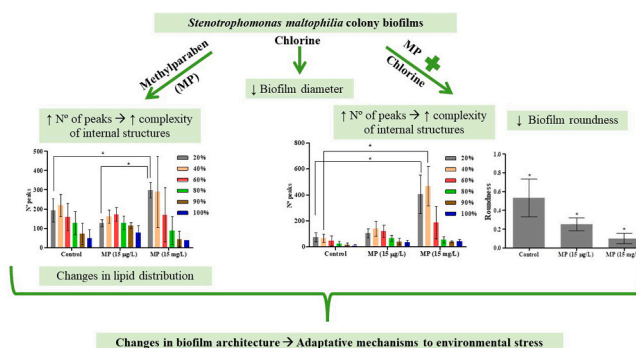 Stenotrophomonas maltophilia colony biofilms
Methylparaben
(MP)
Chlorine
MP
Chlorine
↓ Biofilm diameter
↑ Nº of peaks → ↑ complexity
of internal structures
↑ Nº of peaks → ↑ complexity
of internal structures
↓ Biofilm roundness
Nº peaks
300
200
100
0
*
*
20%
40%
60%
80%
90%
100%
Control
MP (15 µg/L)
MP (15 mg/L)
Nº peaks
800
600
400
200
0
*
*
20%
40%
60%
80%
90%
100%
Control
MP (15 µg/L)
MP (15 mg/L)
Roundness
1.0
0.8
0.6
0.4
0.2
0.0
*
*
*
Control
MP (15 µg/L)
MP (15 mg/L)
Changes in lipid distribution
Changes in biofilm architecture → Adaptative mechanisms to environmental stress